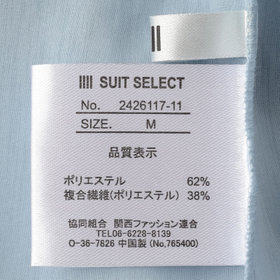 SUIT SELECT
No. 2426117-11
SIZE. M
品質表示
ポリエステル 62%
複合繊維(ポリエステル) 38%
協同組合 関西ファッション連合
TEL06-6228-8139
O-36-7826 中国製 (No,765400)